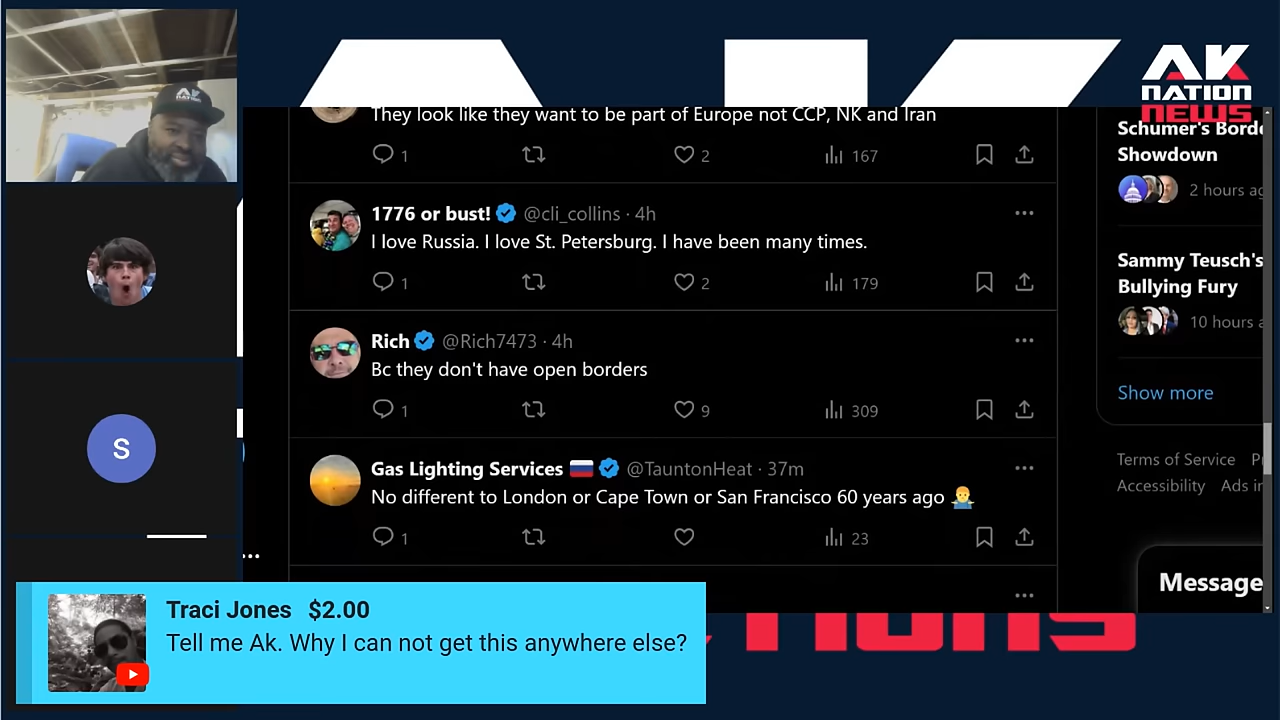 AK
NATION
NEWS
They look like they want to be part of Europe not CCP, NK and Iran
1 2 167
1776 or bust! @cli_collins · 4h
I love Russia. I love St. Petersburg. I have been many times.
1 2 179
Rich @Rich7473 · 4h
Bc they don't have open borders
1 9 309
Gas Lighting Services @TauntonHeat · 37m
No different to London or Cape Town or San Francisco 60 years ago
1 23
Schumer's Borde
Showdown
2 hours ag
Sammy Teusch's
Bullying Fury
10 hours a
Show more
Terms of Service P
Accessibility Ads in
Message
S
...
Traci Jones $2.00
Tell me Ak. Why I can not get this anywhere else?